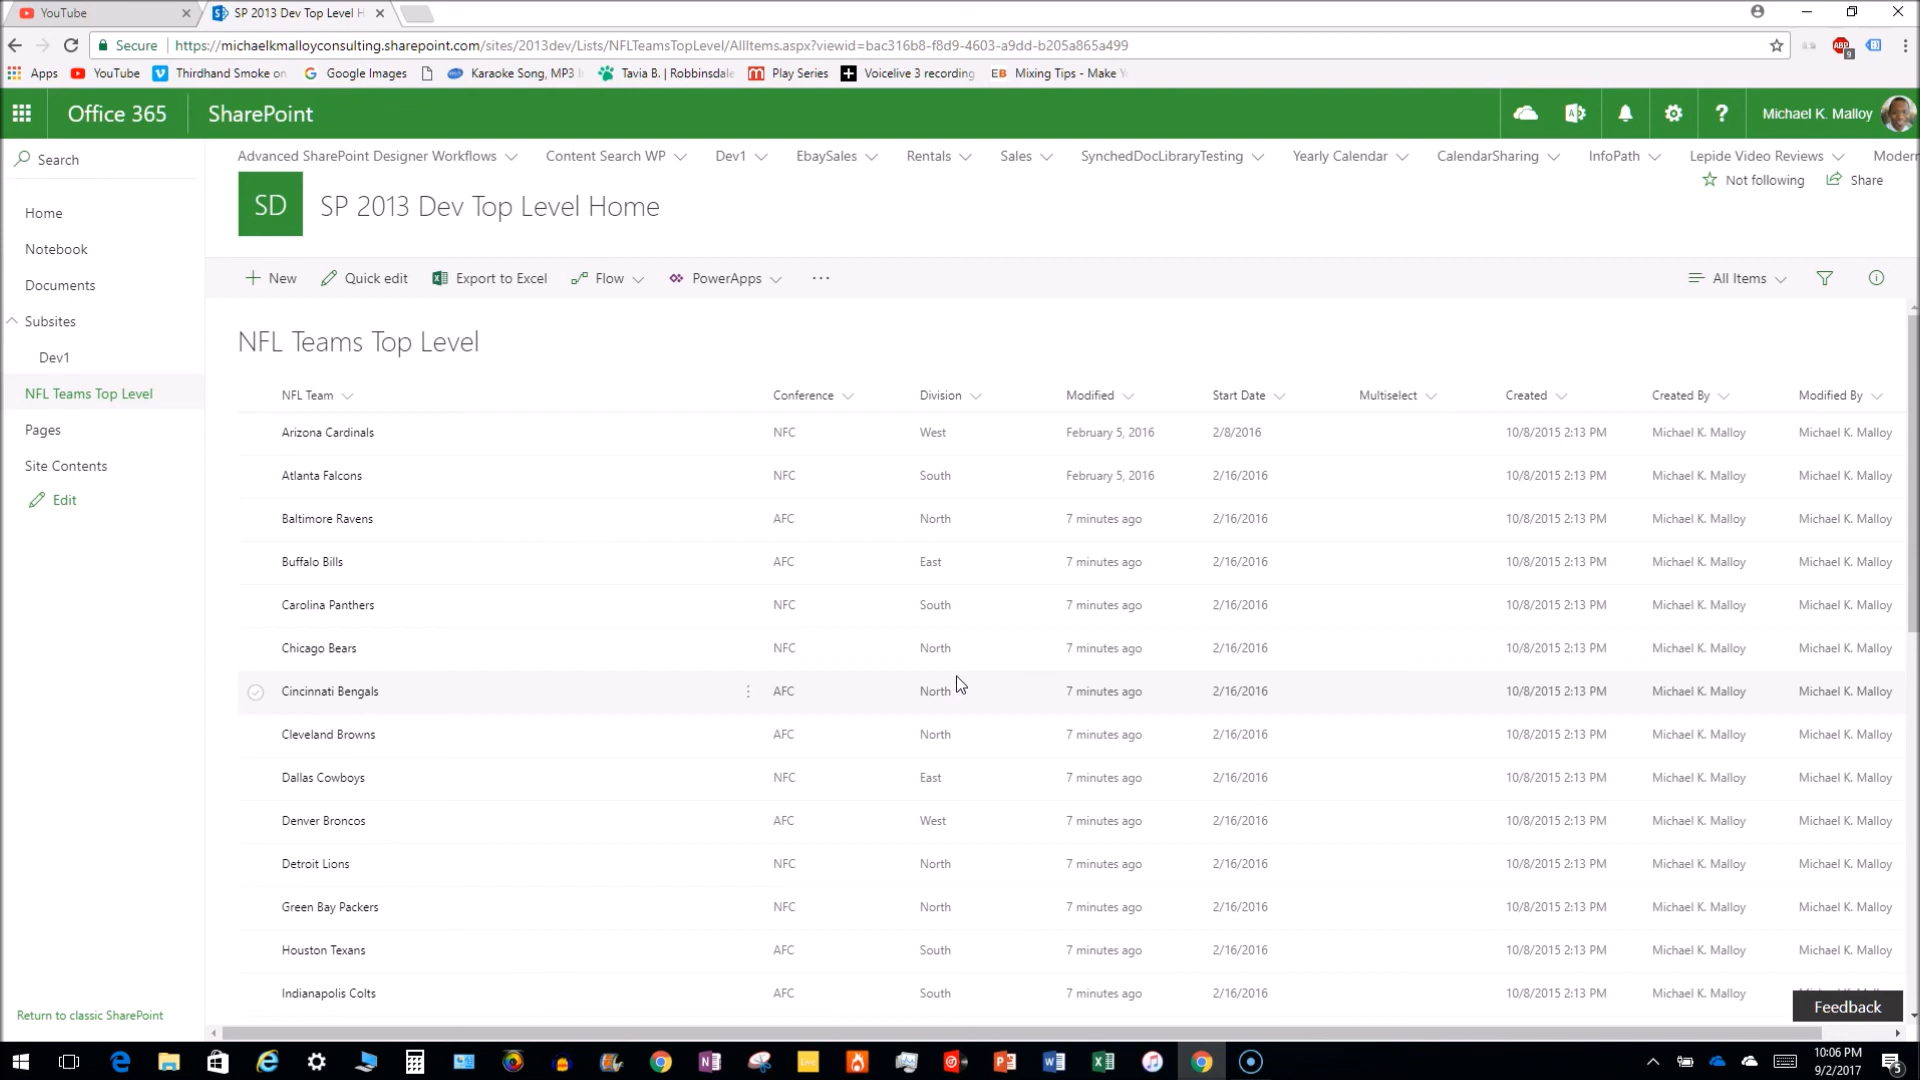 YouTube
SP 2013 Dev Top Level H
Secure
https://michaelkmalloyconsulting.sharepoint.com/sites/2013dev/Lists/NFLTeamsTopLevel/AllItems.aspx?viewid=bac316b8-f8d9-4603-a9dd-b205a865a499
Apps YouTube Thirdhand Smoke on Google Images Karaoke Song, MP3 Tavia B. | Robbinsdale Play Series Voicelive 3 recording EB Mixing Tips - Make
Office 365 SharePoint Michael K. Malloy
Search
Advanced SharePoint Designer Workflows Content Search WP Dev1 EbaySales Rentals Sales SynchedDocLibraryTesting Yearly Calendar CalendarSharing InfoPath Lepide Video Reviews Modern
Not following Share
SD SP 2013 Dev Top Level Home
Home
Notebook
Documents
Subsites
Dev1
NFL Teams Top Level
Pages
Site Contents
Edit
Return to classic SharePoint
New Quick edit Export to Excel Flow PowerApps ... All Items
NFL Teams Top Level
NFL Team Conference Division Modified Start Date Multiselect Created Created By Modified By
Arizona Cardinals NFC West February 5, 2016 2/8/2016 10/8/2015 2:13 PM Michael K. Malloy Michael K. Malloy
Atlanta Falcons NFC South February 5, 2016 2/16/2016 10/8/2015 2:13 PM Michael K. Malloy Michael K. Malloy
Baltimore Ravens AFC North 7 minutes ago 2/16/2016 10/8/2015 2:13 PM Michael K. Malloy Michael K. Malloy
Buffalo Bills AFC East 7 minutes ago 2/16/2016 10/8/2015 2:13 PM Michael K. Malloy Michael K. Malloy
Carolina Panthers NFC South 7 minutes ago 2/16/2016 10/8/2015 2:13 PM Michael K. Malloy Michael K. Malloy
Chicago Bears NFC North 7 minutes ago 2/16/2016 10/8/2015 2:13 PM Michael K. Malloy Michael K. Malloy
Cincinnati Bengals AFC North 7 minutes ago 2/16/2016 10/8/2015 2:13 PM Michael K. Malloy Michael K. Malloy
Cleveland Browns AFC North 7 minutes ago 2/16/2016 10/8/2015 2:13 PM Michael K. Malloy Michael K. Malloy
Dallas Cowboys NFC East 7 minutes ago 2/16/2016 10/8/2015 2:13 PM Michael K. Malloy Michael K. Malloy
Denver Broncos AFC West 7 minutes ago 2/16/2016 10/8/2015 2:13 PM Michael K. Malloy Michael K. Malloy
Detroit Lions NFC North 7 minutes ago 2/16/2016 10/8/2015 2:13 PM Michael K. Malloy Michael K. Malloy
Green Bay Packers NFC North 7 minutes ago 2/16/2016 10/8/2015 2:13 PM Michael K. Malloy Michael K. Malloy
Houston Texans AFC South 7 minutes ago 2/16/2016 10/8/2015 2:13 PM Michael K. Malloy Michael K. Malloy
Indianapolis Colts AFC South 7 minutes ago 2/16/2016 10/8/2015 2:13 PM Michael K. Malloy
Feedback
10:06 PM
9/2/2017